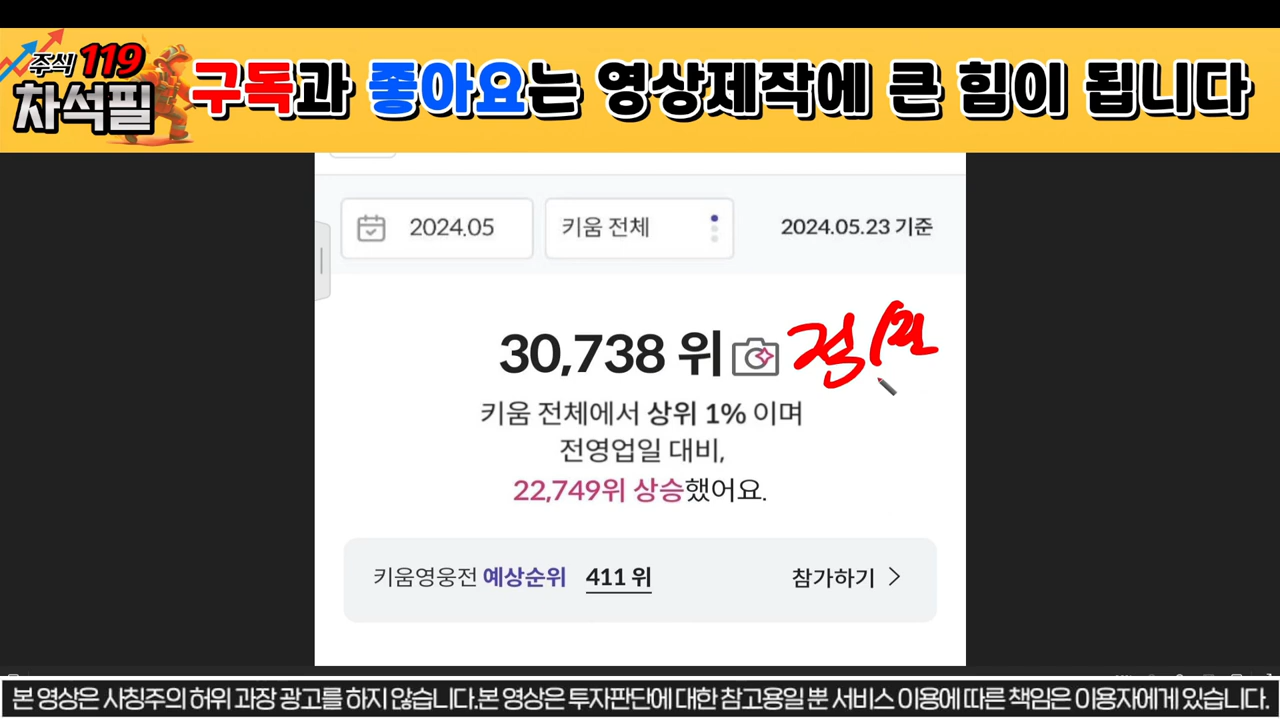 주식 119
차석필
구독과 좋아요는 영상제작에 큰 힘이 됩니다
2024.05
키움 전체
2024.05.23 기준
30,738 위
키움 전체에서 상위 1% 이며
전영업일 대비,
22,749위 상승했어요.
키움영웅전 예상순위 411 위
참가하기
본 영상은 사칭주의 허위 과장 광고를 하지 않습니다.본 영상은 투자판단에 대한 참고용일 뿐 서비스 이용에 따른 책임은 이용자에게 있습니다.